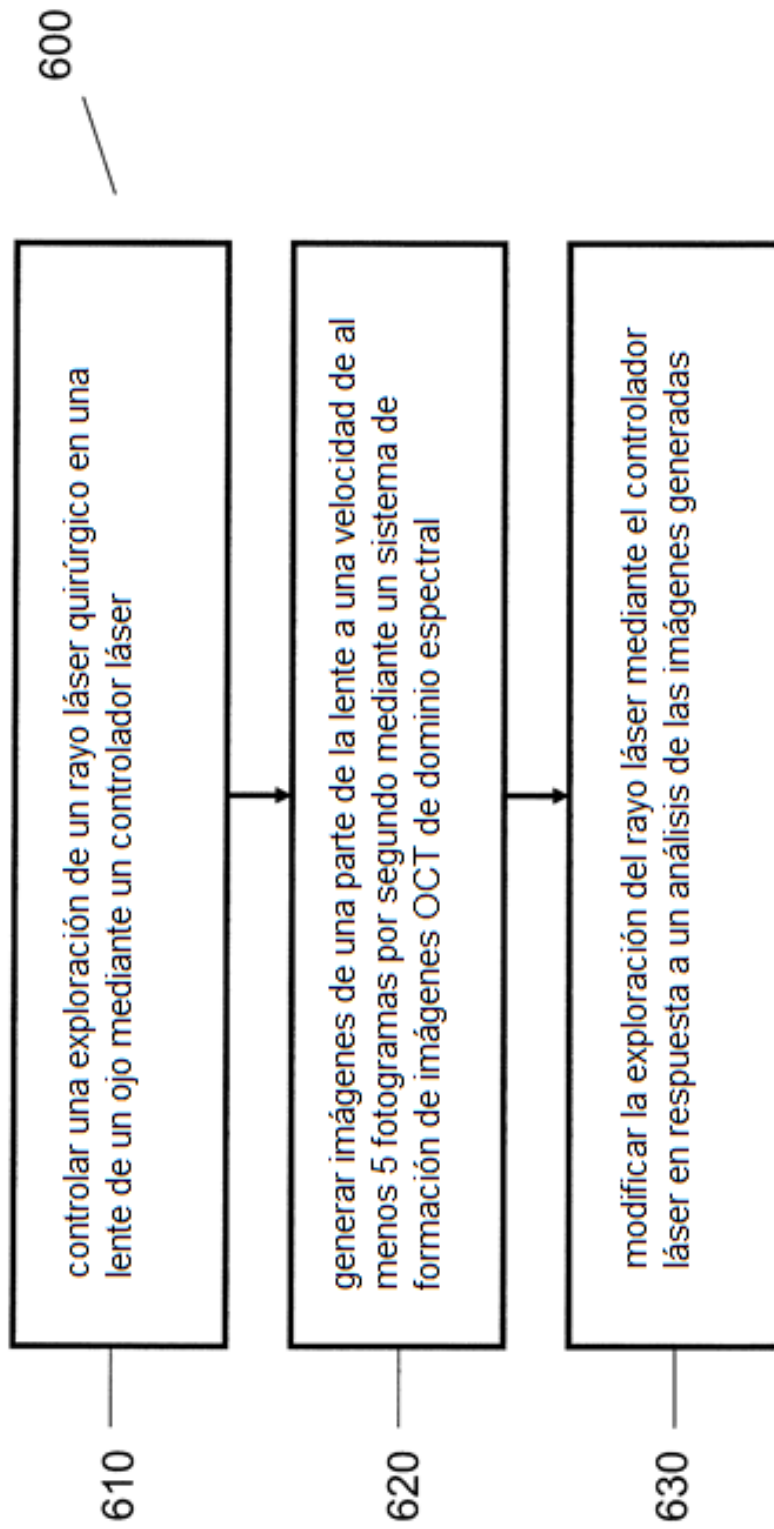 600
610
controlar una exploración de un rayo láser quirúrgico en una
lente de un ojo mediante un controlador láser
620
generar imágenes de una parte de la lente a una velocidad de al
menos 5 fotogramas por segundo mediante un sistema de
formación de imágenes OCT de dominio espectral
630
modificar la exploración del rayo láser mediante el controlador
láser en respuesta a un análisis de las imágenes generadas